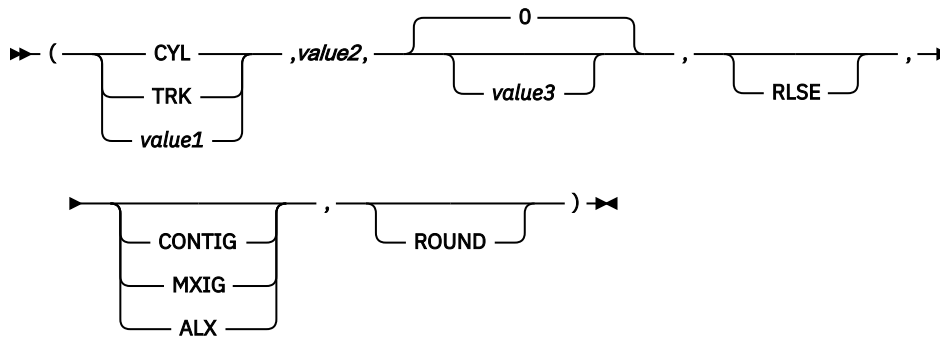 0
( CYL ,value2, , , 
TRK value3 RLSE
value1
, )
CONTIG ROUND
MXIG
ALX